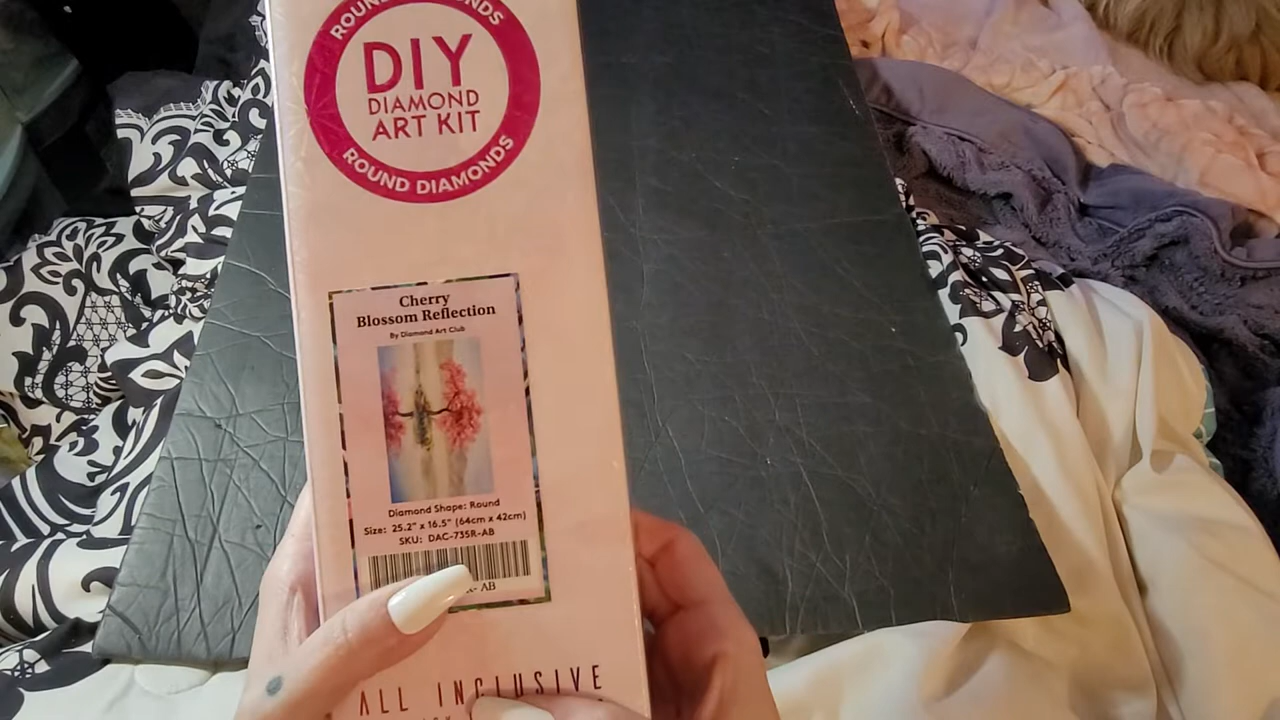 ROUND DIAMONDS
DIY
DIAMOND
ART KIT
ROUND DIAMONDS
Cherry
Blossom Reflection
By Diamond Art Club
Diamond Shape: Round
Size: 25.2" x 16.5" (64cm x 42cm)
SKU: DAC-735R-AB
AB
ALL INCLUSIVE